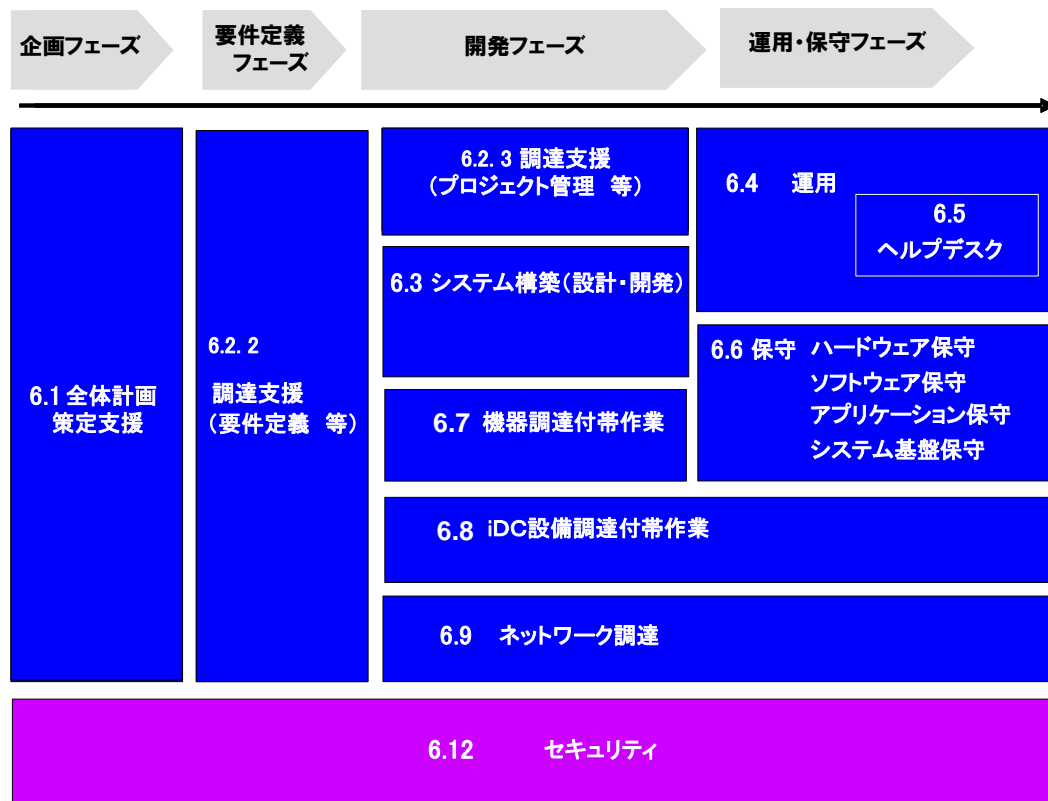 企画フェーズ
要件定義
フェーズ
開発フェーズ
運用・保守フェーズ
6.1 全体計画
策定支援
6.2. 2
調達支援
(要件定義 等)
6.2. 3 調達支援
(プロジェクト管理 等)
6.3 システム構築(設計・開発)
6.7 機器調達付帯作業
6.4 運用
6.5
ヘルプデスク
6.6 保守 ハードウェア保守
ソフトウェア保守
アプリケーション保守
システム基盤保守
6.8 iDC設備調達付帯作業
6.9 ネットワーク調達
6.12 セキュリティ